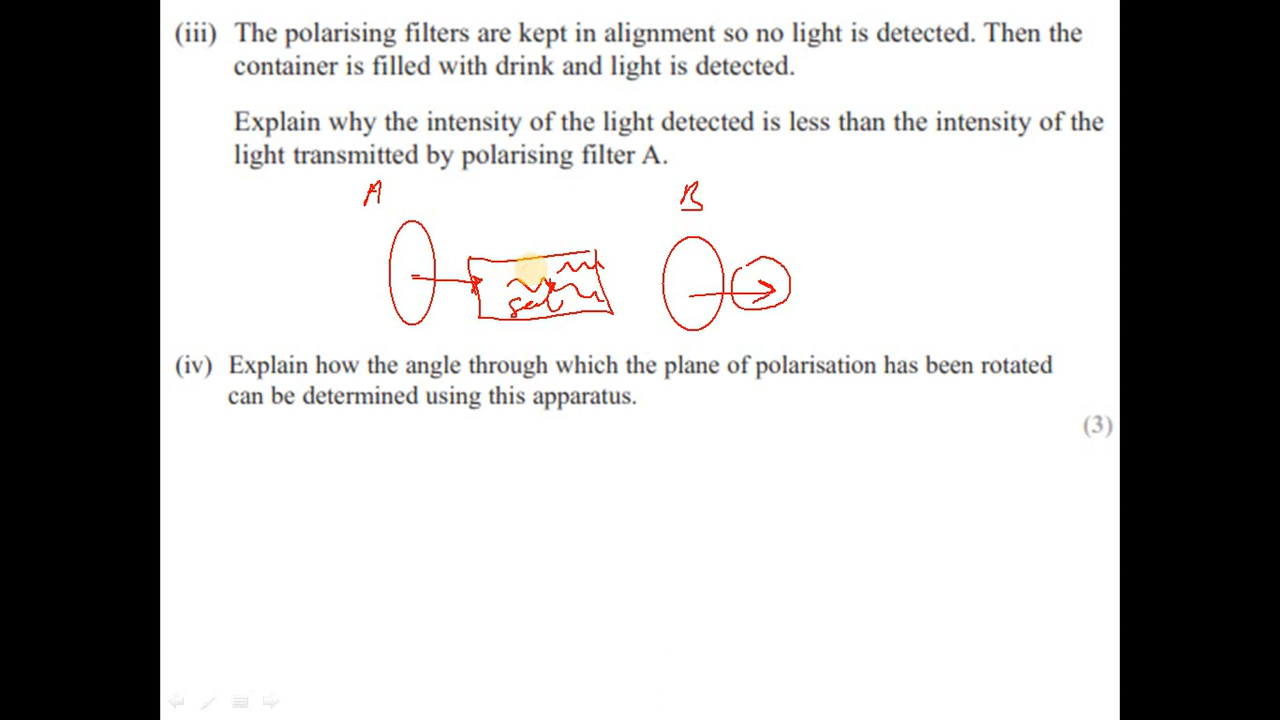 (iii) The polarising filters are kept in alignment so no light is detected. Then the
container is filled with drink and light is detected.
Explain why the intensity of the light detected is less than the intensity of the
light transmitted by polarising filter A.
A
B
(iv) Explain how the angle through which the plane of polarisation has been rotated
can be determined using this apparatus.
(3)